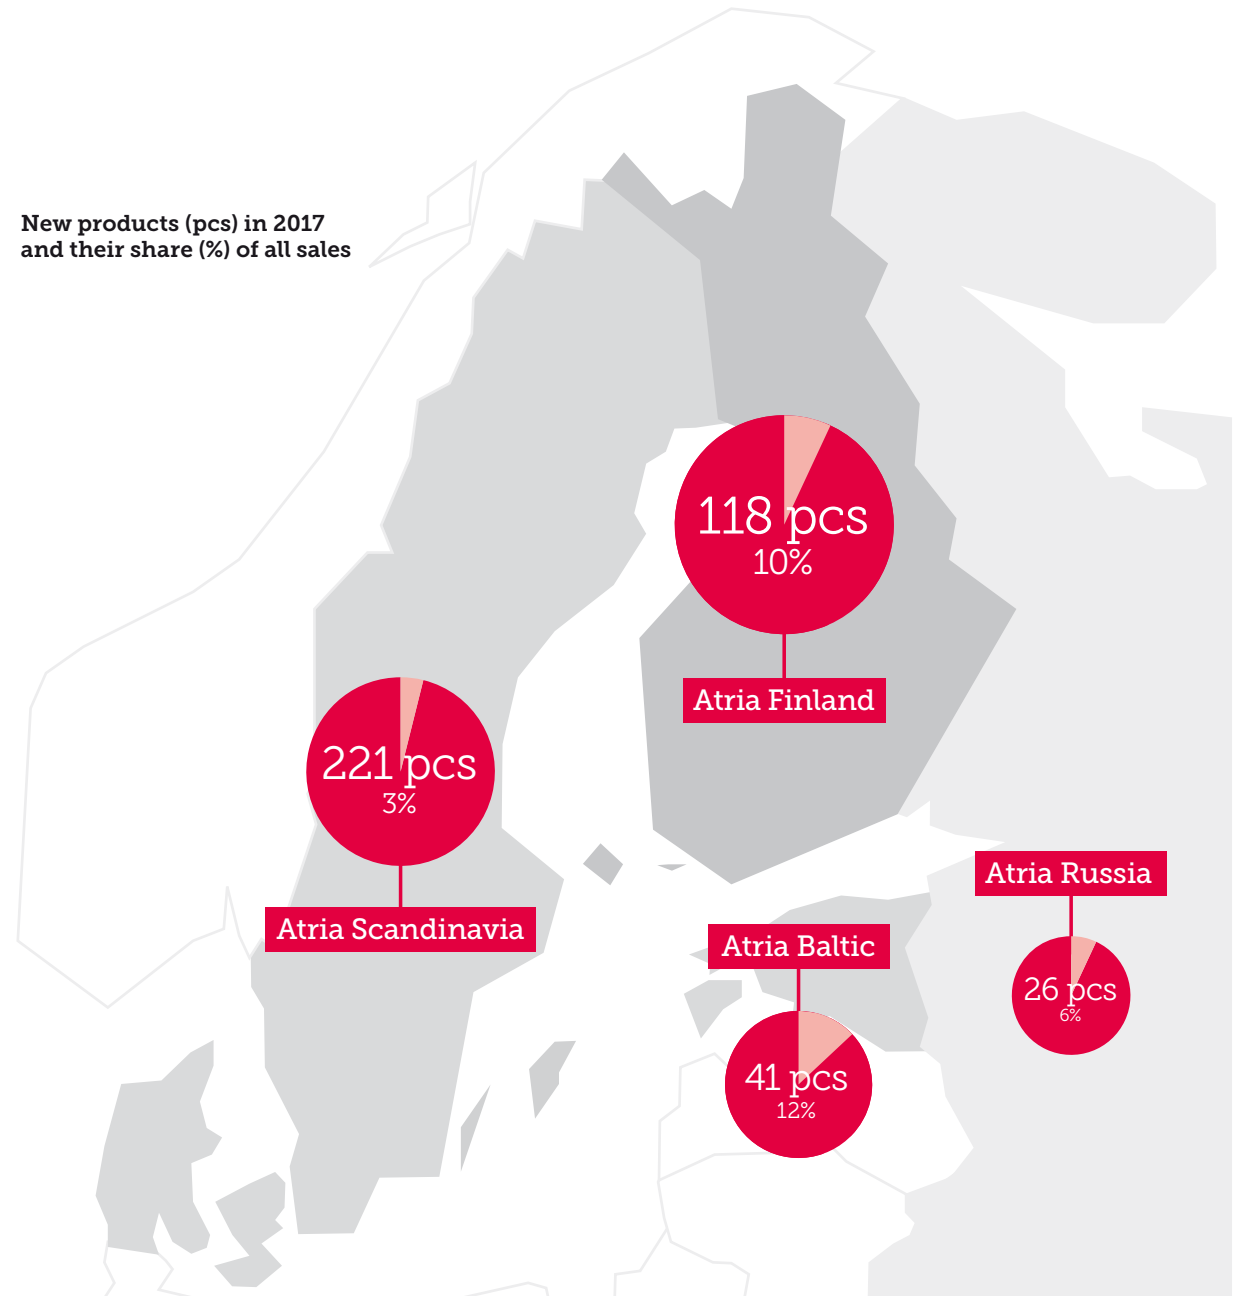 New products (pcs) in 2017
and their share (%) of all sales
118 pcs
10%
Atria Finland
221 pcs
3%
Atria Scandinavia
Atria Russia
26 pcs
6%
Atria Baltic
41 pcs
12%